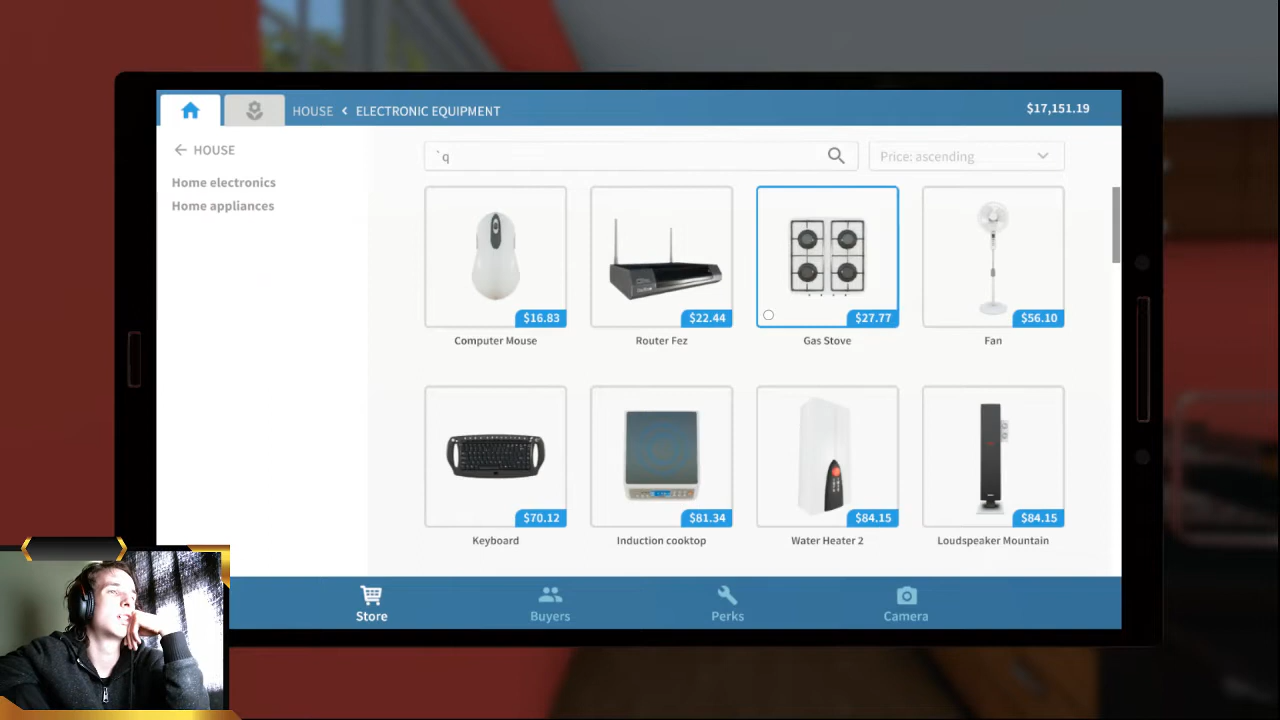 HOUSE < ELECTRONIC EQUIPMENT
$17,151.19
← HOUSE
`q
Price: ascending
Home electronics
Home appliances
$16.83
$22.44
$27.77
$56.10
Computer Mouse
Router Fez
Gas Stove
Fan
$70.12
$81.34
$84.15
$84.15
Keyboard
Induction cooktop
Water Heater 2
Loudspeaker Mountain
Store
Buyers
Perks
Camera